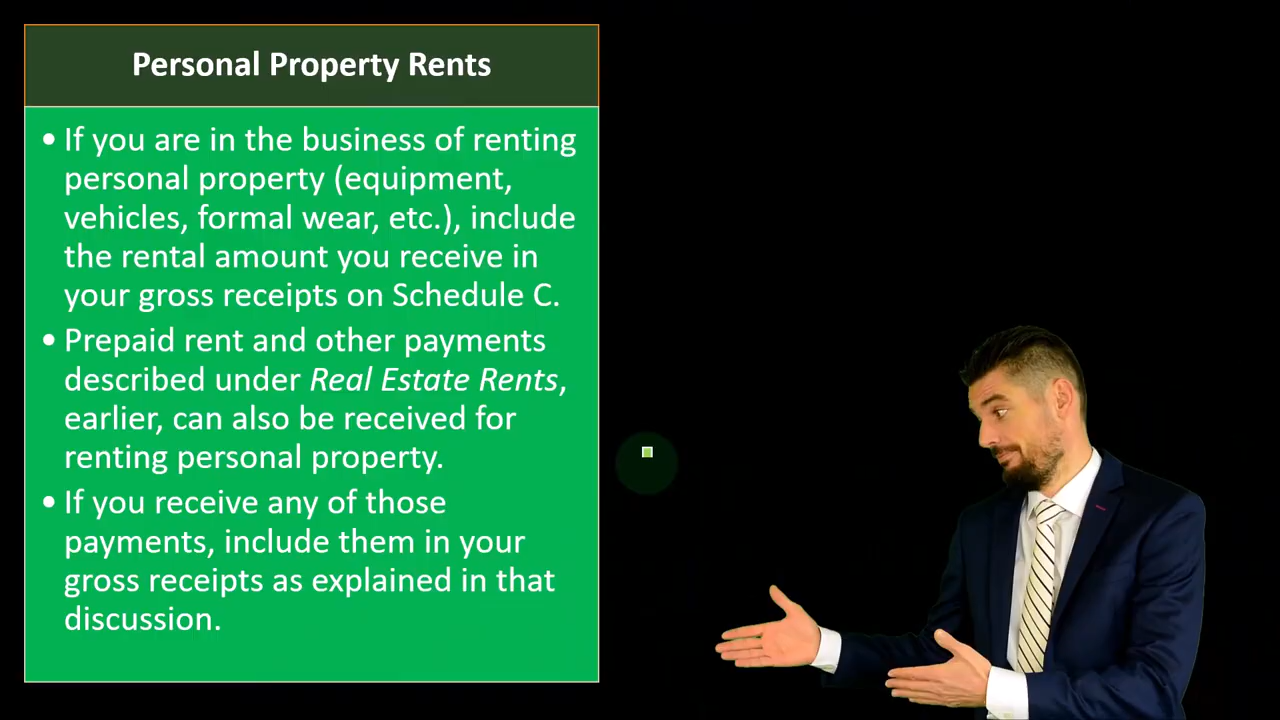 Personal Property Rents
• If you are in the business of renting
personal property (equipment,
vehicles, formal wear, etc.), include
the rental amount you receive in
your gross receipts on Schedule C.
• Prepaid rent and other payments
described under Real Estate Rents,
earlier, can also be received for
renting personal property.
• If you receive any of those
payments, include them in your
gross receipts as explained in that
discussion.